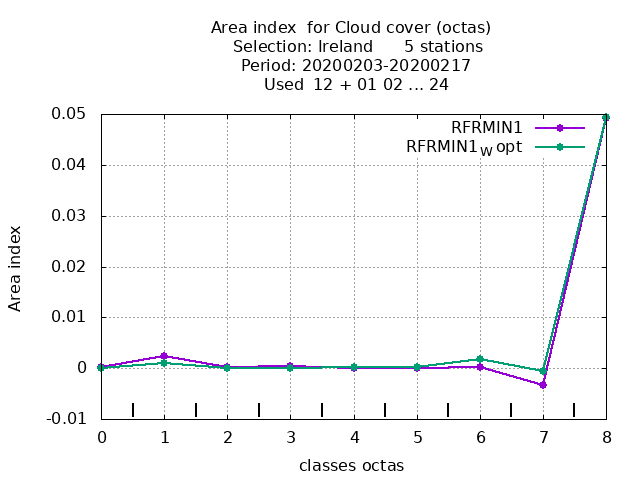 Area index  for Cloud cover (octas)
Selection: Ireland      5 stations
Period: 20200203-20200217
Used  12 + 01 02 ... 24
RFRMIN1
RFRMIN1_W opt
0.05
0.04
0.03
0.02
0.01
0
-0.01
Area index
0 1 2 3 4 5 6 7 8
classes octas